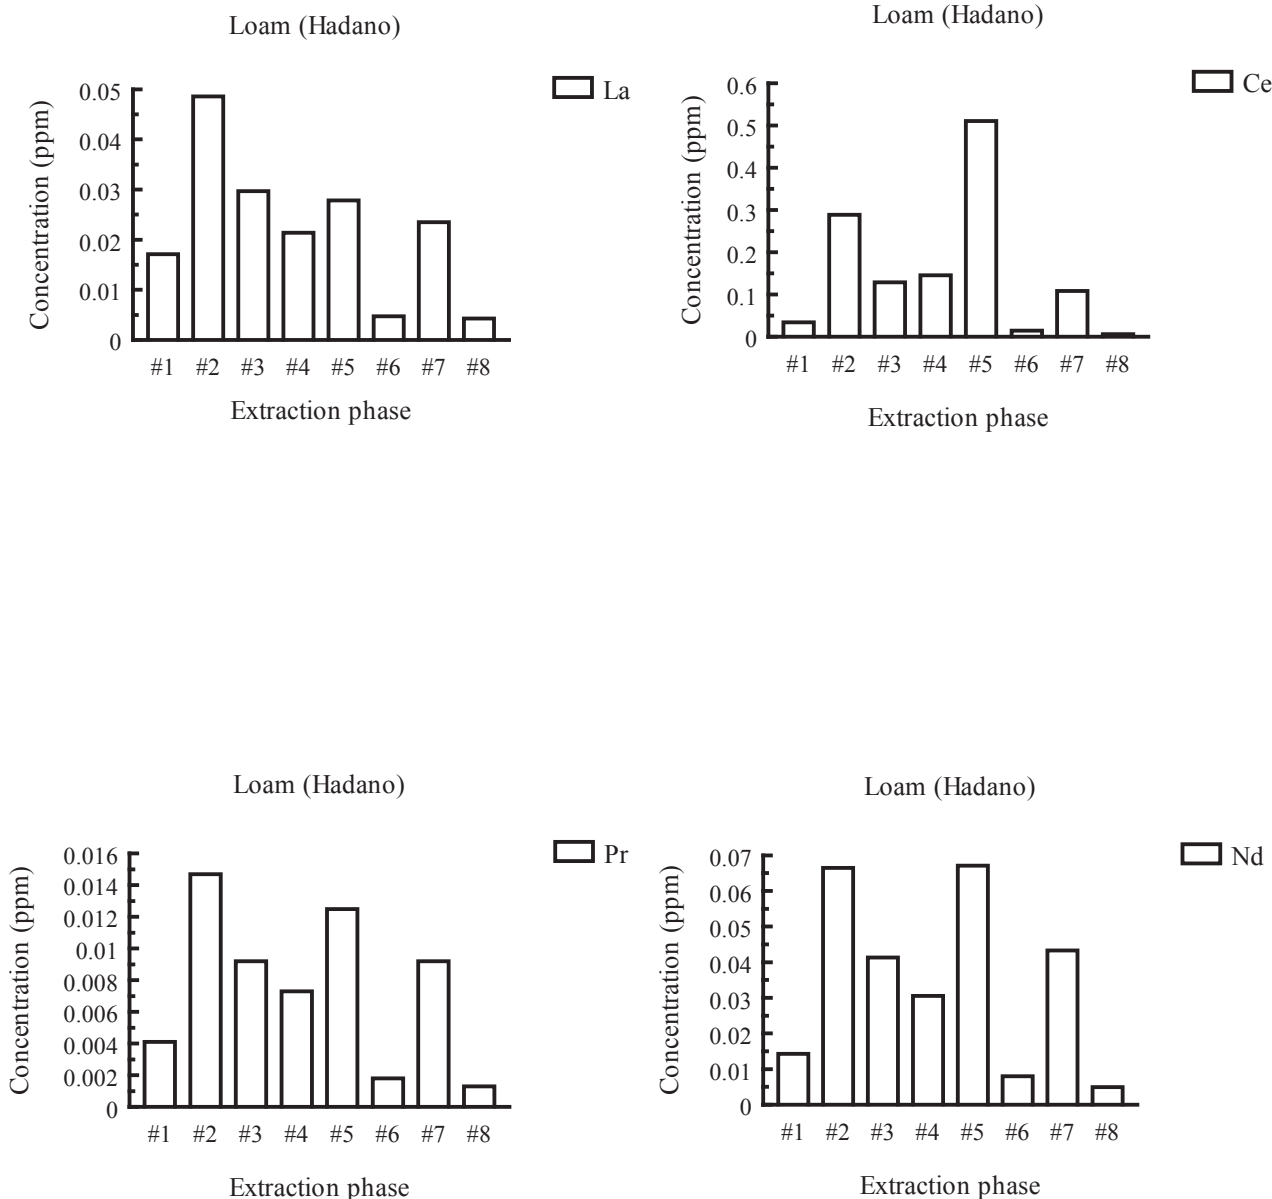 Loam (Hadano)
La
Concentration (ppm)
0.05
0.04
0.03
0.02
0.01
0
#1 #2 #3 #4 #5 #6 #7 #8
Extraction phase
Loam (Hadano)
Ce
Concentration (ppm)
0.6
0.5
0.4
0.3
0.2
0.1
0
#1 #2 #3 #4 #5 #6 #7 #8
Extraction phase
Loam (Hadano)
Pr
Concentration (ppm)
0.016
0.014
0.012
0.01
0.008
0.006
0.004
0.002
0
#1 #2 #3 #4 #5 #6 #7 #8
Extraction phase
Loam (Hadano)
Nd
Concentration (ppm)
0.07
0.06
0.05
0.04
0.03
0.02
0.01
0
#1 #2 #3 #4 #5 #6 #7 #8
Extraction phase